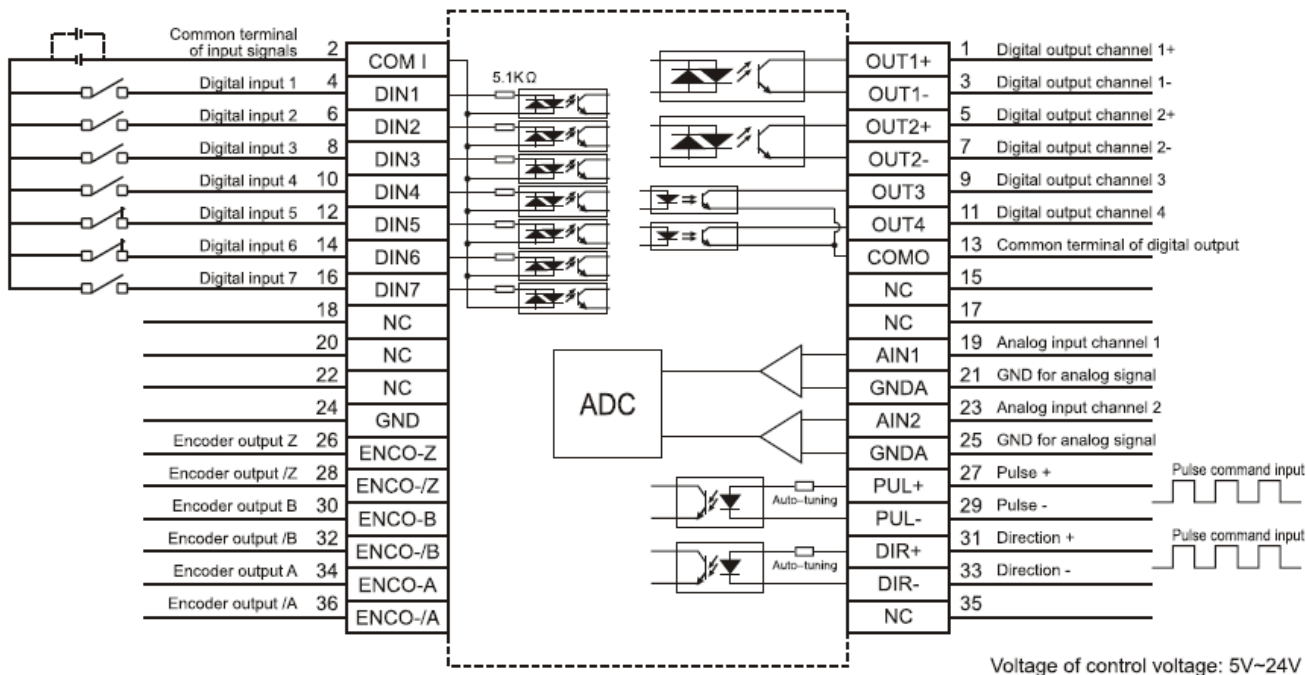 Common terminal
of input signals 2 COM I
Digital input 1 4 DIN1
Digital input 2 6 DIN2
Digital input 3 8 DIN3
Digital input 4 10 DIN4
Digital input 5 12 DIN5
Digital input 6 14 DIN6
Digital input 7 16 DIN7
18 NC
20 NC
22 NC
24 GND
Encoder output Z 26 ENCO-Z
Encoder output /Z 28 ENCO-/Z
Encoder output B 30 ENCO-B
Encoder output /B 32 ENCO-/B
Encoder output A 34 ENCO-A
Encoder output /A 36 ENCO-/A
5.1KΩ
ADC
Auto-tuning
Auto-tuning
OUT1+ 1 Digital output channel 1+
OUT1- 3 Digital output channel 1-
OUT2+ 5 Digital output channel 2+
OUT2- 7 Digital output channel 2-
OUT3 9 Digital output channel 3
OUT4 11 Digital output channel 4
COMO 13 Common terminal of digital output
NC 15
NC 17
AIN1 19 Analog input channel 1
GNDA 21 GND for analog signal
AIN2 23 Analog input channel 2
GNDA 25 GND for analog signal
PUL+ 27 Pulse + Pulse command input
PUL- 29 Pulse -
DIR+ 31 Direction + Pulse command input
DIR- 33 Direction -
NC 35
Voltage of control voltage: 5V~24V